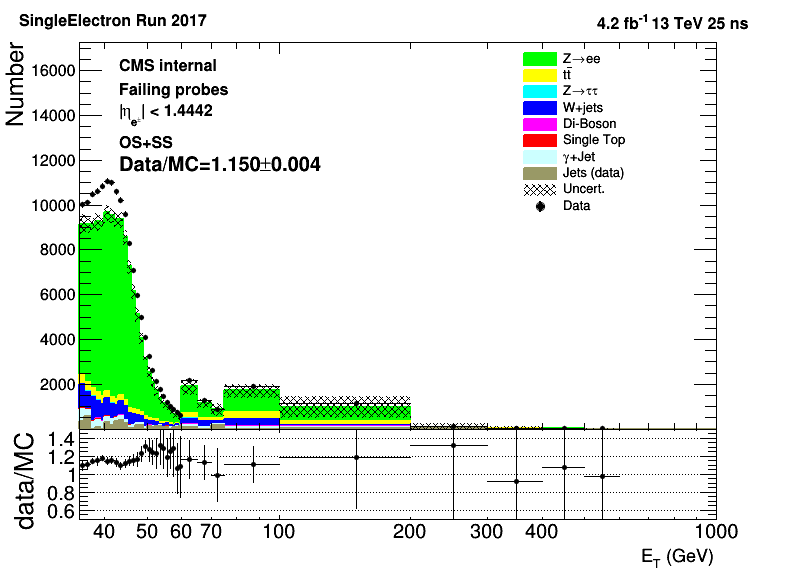 SingleElectron Run 2017
4.2 fb⁻¹ 13 TeV 25 ns
Number
16000
14000
12000
10000
8000
6000
4000
2000
CMS internal
Failing probes
|η_e±| < 1.4442
OS+SS
Data/MC=1.150±0.004
Z→ee
tt̄
Z→ττ
W+jets
Di-Boson
Single Top
γ+Jet
Jets (data)
Uncert.
Data
data/MC
1.4
1.2
1
0.8
0.6
40 50 60 70 100 200 300 400 1000
E_T (GeV)